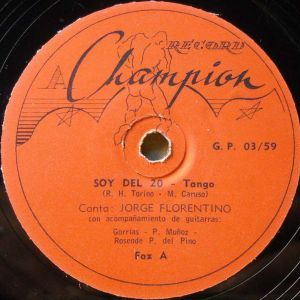 RECORD
Champion
G. P. 03/59
SOY DEL 20 - Tango
(R. H. Torino - M. Caruso)
Canta: JORGE FLORENTINO
con acompañamiento de guitarras:
Gorrias - P. Muñoz -
Rosende P. del Pino
Faz A